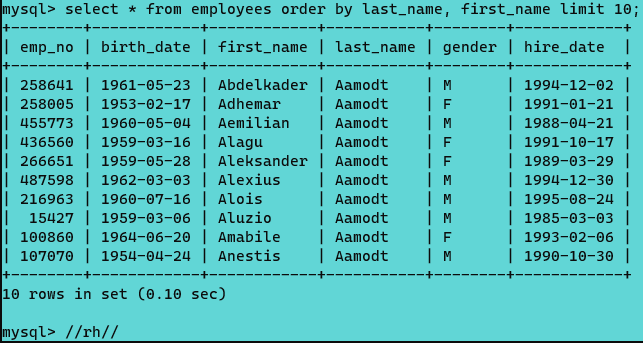 mysql> select * from employees order by last_name, first_name limit 10;
+--------+------------+------------+-----------+--------+------------+
| emp_no | birth_date | first_name | last_name | gender | hire_date  |
+--------+------------+------------+-----------+--------+------------+
| 258641 | 1961-05-23 | Abdelkader | Aamodt    | M      | 1994-12-02 |
| 258005 | 1953-02-17 | Adhemar    | Aamodt    | F      | 1991-01-21 |
| 455773 | 1960-05-04 | Aemilian   | Aamodt    | M      | 1988-04-21 |
| 436560 | 1959-03-16 | Alagu      | Aamodt    | F      | 1991-10-17 |
| 266651 | 1959-05-28 | Aleksander | Aamodt    | F      | 1989-03-29 |
| 487598 | 1962-03-03 | Alexius    | Aamodt    | M      | 1994-12-30 |
| 216963 | 1960-07-16 | Alois      | Aamodt    | M      | 1995-08-24 |
|  15427 | 1959-03-06 | Aluzio     | Aamodt    | M      | 1985-03-03 |
| 100860 | 1964-06-20 | Amabile    | Aamodt    | F      | 1993-02-06 |
| 107070 | 1954-04-24 | Anestis    | Aamodt    | M      | 1990-10-30 |
+--------+------------+------------+-----------+--------+------------+
10 rows in set (0.10 sec)

mysql> //rh//